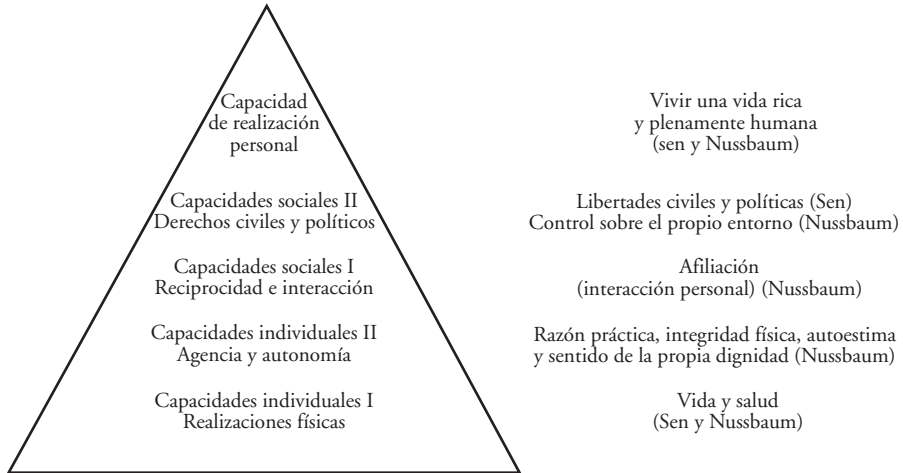 Capacidad
de realización
personal
Vivir una vida rica
y plenamente humana
(sen y Nussbaum)
Capacidades sociales II
Derechos civiles y políticos
Libertades civiles y políticas (Sen)
Control sobre el propio entorno (Nussbaum)
Capacidades sociales I
Reciprocidad e interacción
Afiliación
(interacción personal) (Nussbaum)
Capacidades individuales II
Agencia y autonomía
Razón práctica, integridad física, autoestima
y sentido de la propia dignidad (Nussbaum)
Capacidades individuales I
Realizaciones físicas
Vida y salud
(Sen y Nussbaum)